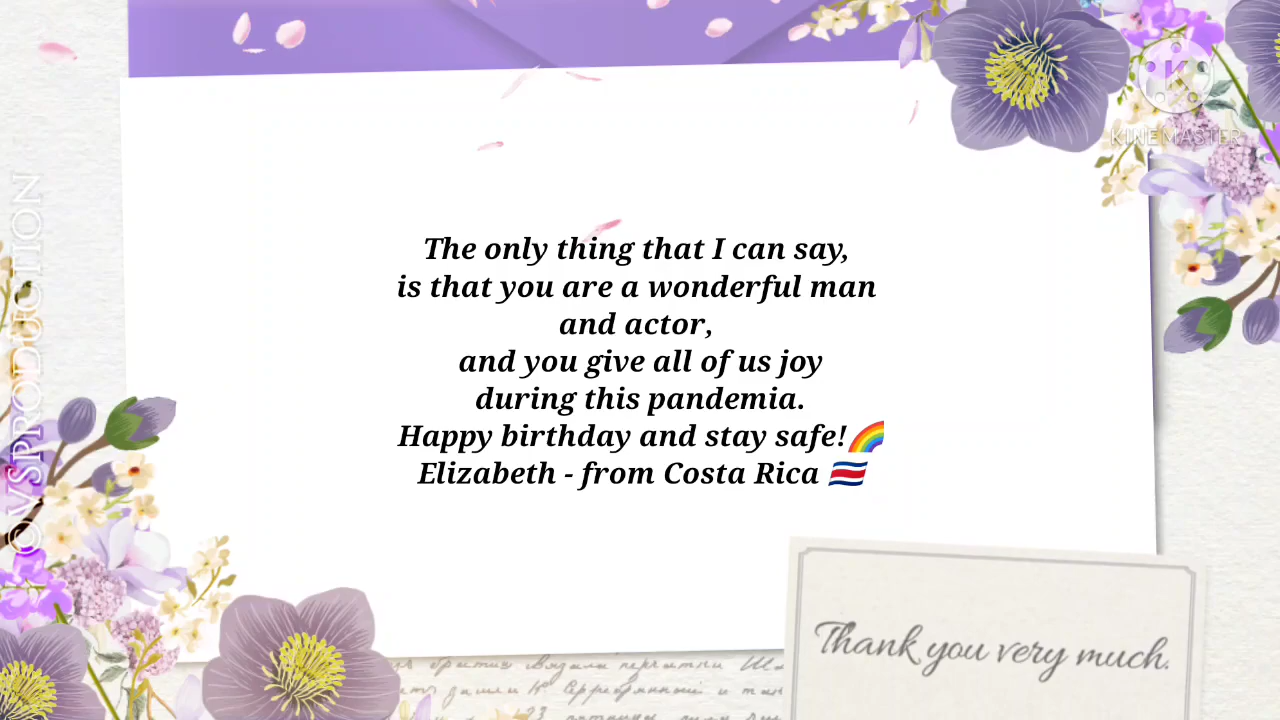 KINEMASTER
©VSPRODUCTION
The only thing that I can say,
is that you are a wonderful man
and actor,
and you give all of us joy
during this pandemia.
Happy birthday and stay safe!🌈
Elizabeth - from Costa Rica 🇨🇷
Thank you very much.